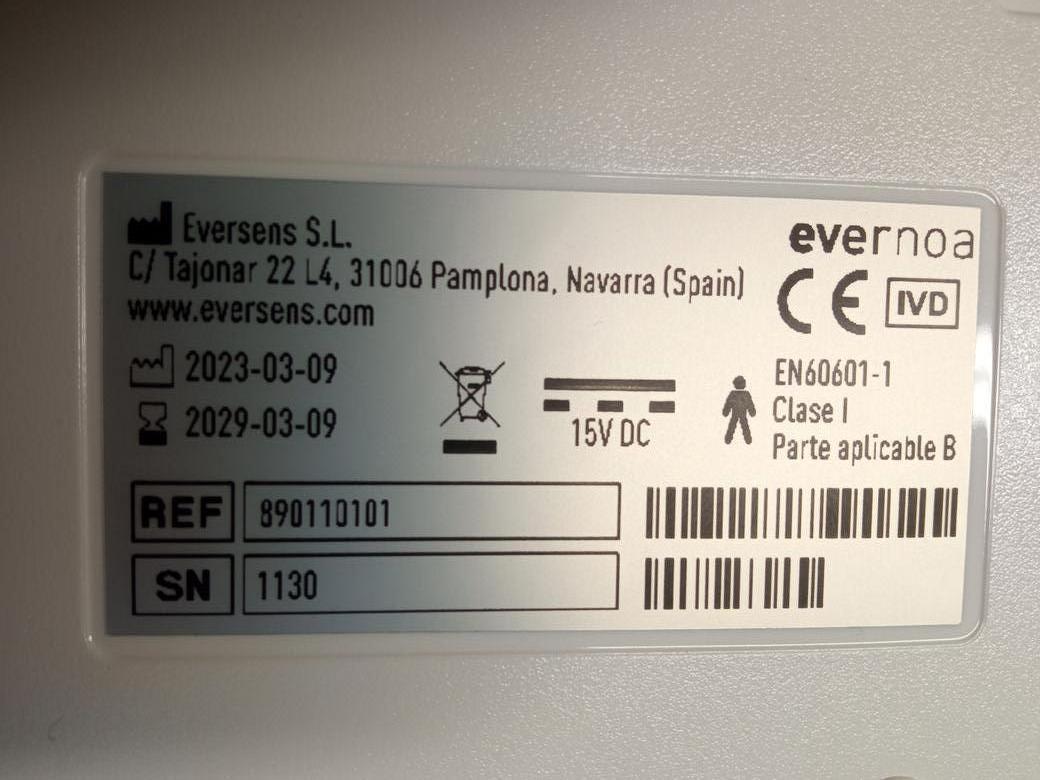 Eversens S.L.
C/ Tajonar 22 L4, 31006 Pamplona, Navarra (Spain)
www.eversens.com
evernoa
CE IVD
2023-03-09
2029-03-09
15V DC
EN60601-1
Clase I
Parte aplicable B
REF 890110101
SN 1130